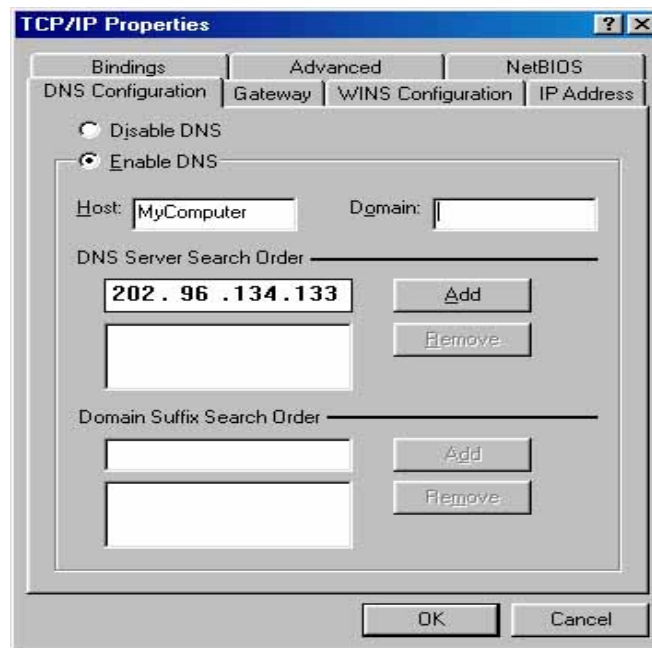 TCP/IP Properties
? ×
Bindings Advanced NetBIOS
DNS Configuration Gateway WINS Configuration IP Address
Disable DNS
Enable DNS
Host: MyComputer Domain:
DNS Server Search Order
202 . 96 .134.133 Add
Remove
Domain Suffix Search Order
Add
Remove
OK Cancel